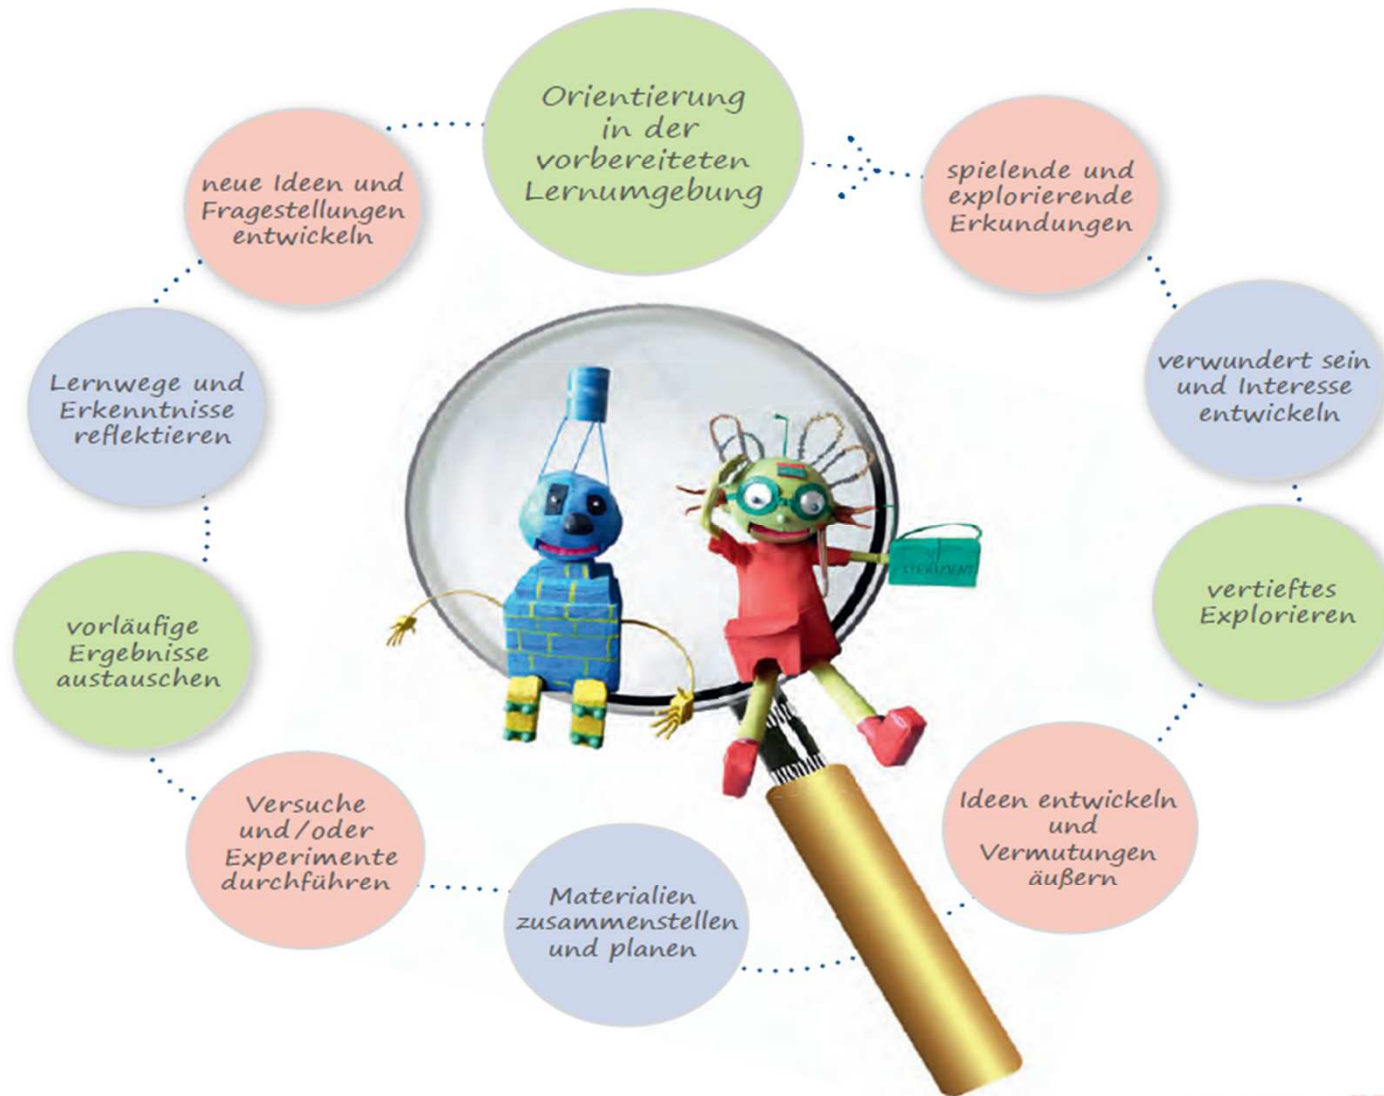 Orientierung
in der
vorbereiteten
Lernumgebung
spielende und
explorierende
Erkundungen
verwundert sein
und Interesse
entwickeln
vertieftes
Explorieren
Ideen entwickeln
und
Vermutungen
äußern
Materialien
zusammenstellen
und planen
Versuche
und/oder
Experimente
durchführen
vorläufige
Ergebnisse
austauschen
Lernwege und
Erkenntnisse
reflektieren
neue Ideen und
Fragestellungen
entwickeln